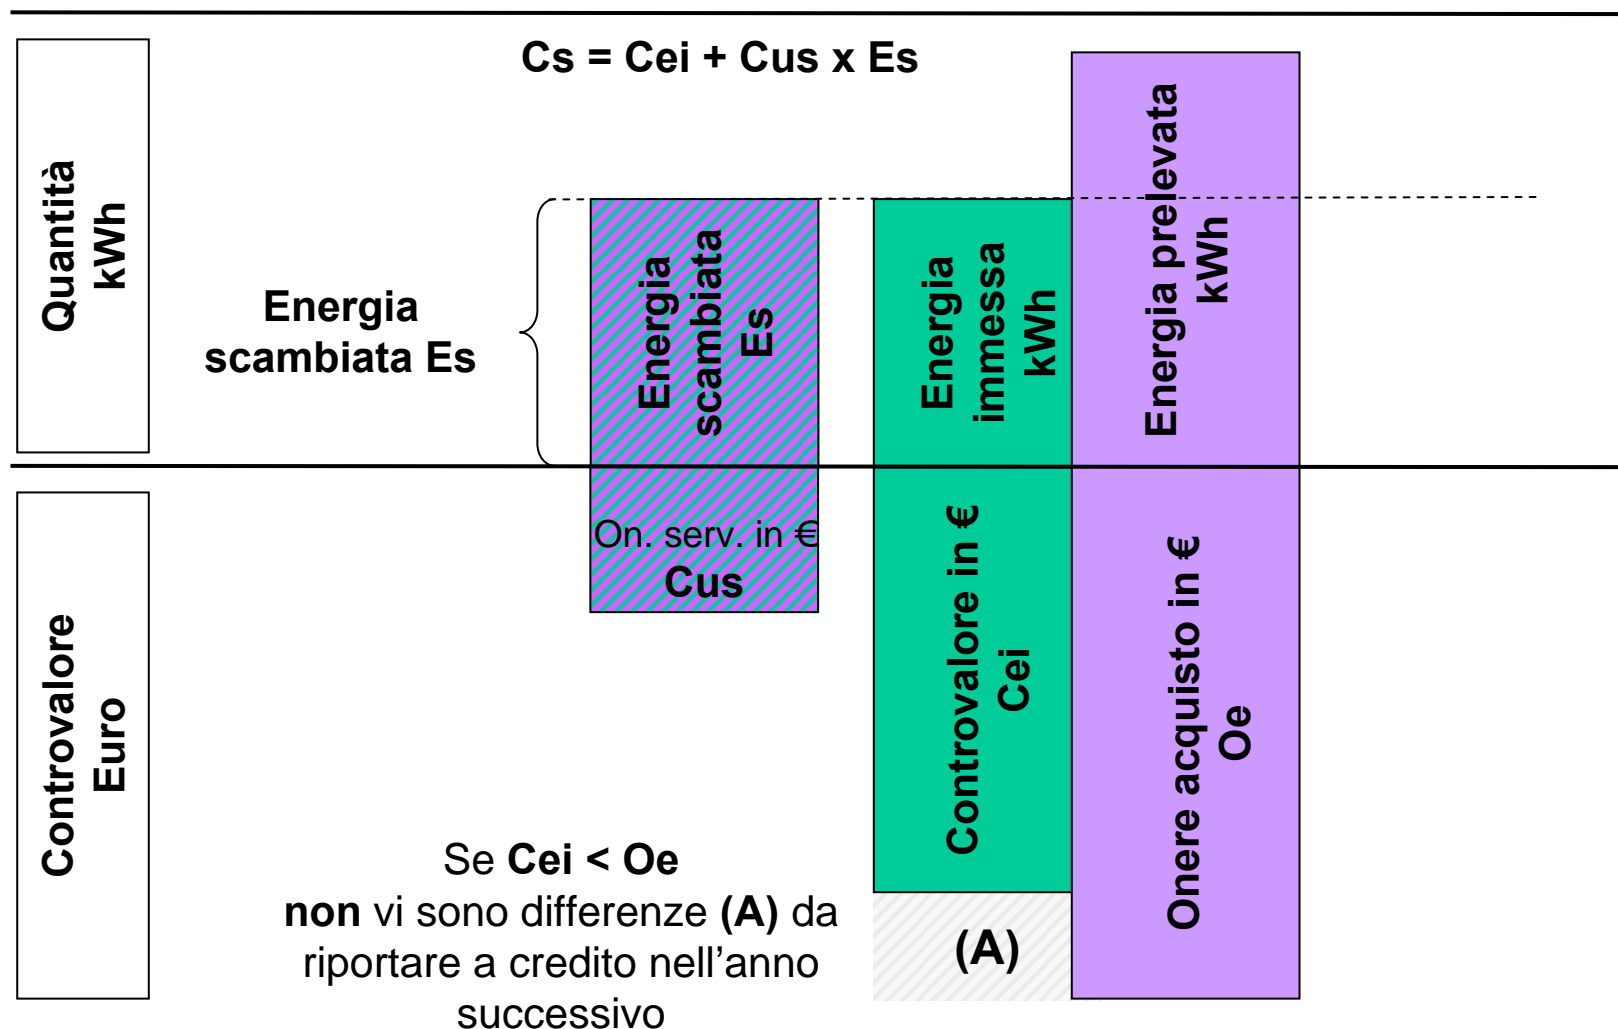 Cs = Cei + Cus x Es
Quantità
kWh
Energia
scambiata Es
Energia
scambiata
Es
Energia
immessa
kWh
Energia prelevata
kWh
Controvalore
Euro
On. serv. in €
Cus
Controvalore in €
Cei
Onere acquisto in €
Oe
Se Cei < Oe
non vi sono differenze (A) da
riportare a credito nell’anno
successivo
(A)